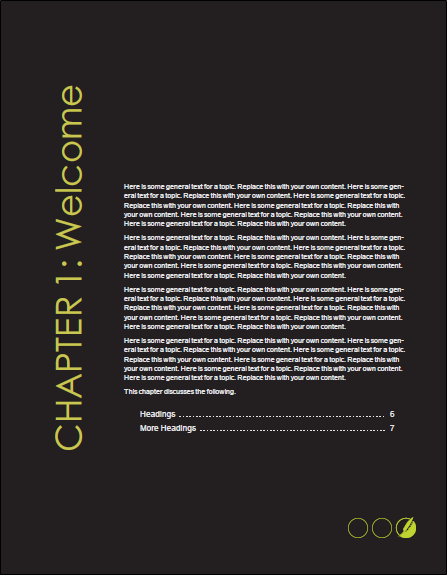 CHAPTER 1: Welcome
Here is some general text for a topic. Replace this with your own content. Here is some gen-
eral text for a topic. Replace this with your own content. Here is some general text for a topic.
Replace this with your own content. Here is some general text for a topic. Replace this with
your own content. Here is some general text for a topic. Replace this with your own content.
Here is some general text for a topic. Replace this with your own content.
Here is some general text for a topic. Replace this with your own content. Here is some gen-
eral text for a topic. Replace this with your own content. Here is some general text for a topic.
Replace this with your own content. Here is some general text for a topic. Replace this with
your own content. Here is some general text for a topic. Replace this with your own content.
Here is some general text for a topic. Replace this with your own content.
Here is some general text for a topic. Replace this with your own content. Here is some gen-
eral text for a topic. Replace this with your own content. Here is some general text for a topic.
Replace this with your own content. Here is some general text for a topic. Replace this with
your own content. Here is some general text for a topic. Replace this with your own content.
Here is some general text for a topic. Replace this with your own content.
Here is some general text for a topic. Replace this with your own content. Here is some gen-
eral text for a topic. Replace this with your own content. Here is some general text for a topic.
Replace this with your own content. Here is some general text for a topic. Replace this with
your own content. Here is some general text for a topic. Replace this with your own content.
Here is some general text for a topic. Replace this with your own content.
This chapter discusses the following.
Headings 6
More Headings 7